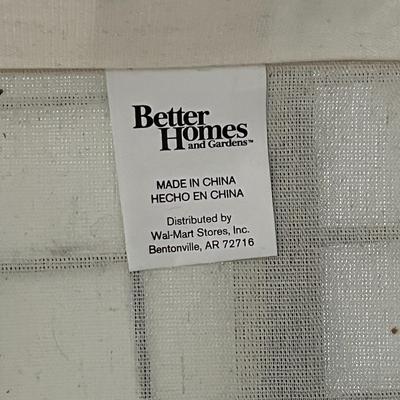 Better
Homes
and Gardens™
MADE IN CHINA
HECHO EN CHINA
Distributed by
Wal-Mart Stores, Inc.
Bentonville, AR 72716